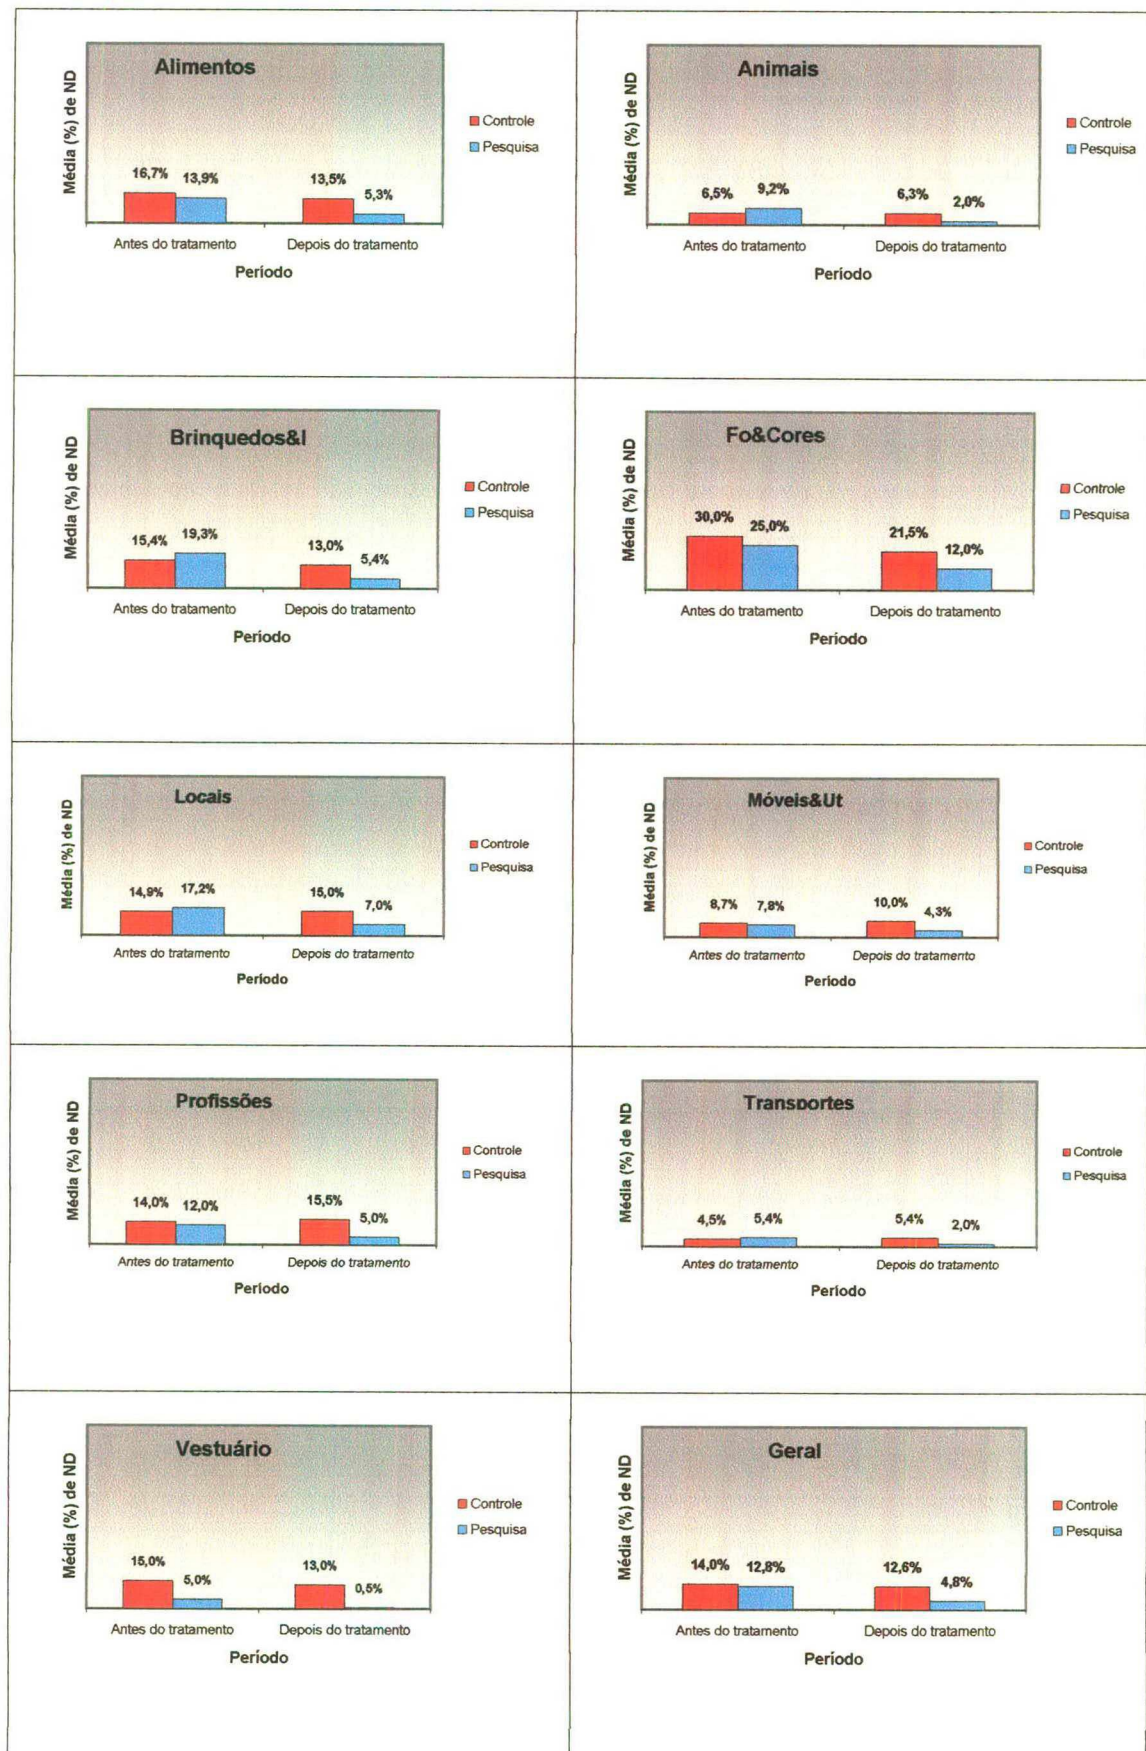 Alimentos
Média (%) de ND
16,7%
13,9%
13,5%
5,3%
Antes do tratamento
Depois do tratamento
Período
Controle
Pesquisa
Animais
Média (%) de ND
6,5%
9,2%
6,3%
2,0%
Antes do tratamento
Depois do tratamento
Período
Controle
Pesquisa
Brinquedos&I
Média (%) de ND
15,4%
19,3%
13,0%
5,4%
Antes do tratamento
Depois do tratamento
Período
Controle
Pesquisa
Fo&Cores
Média (%) de ND
30,0%
25,0%
21,5%
12,0%
Antes do tratamento
Depois do tratamento
Período
Controle
Pesquisa
Locais
Média (%) de ND
14,9%
17,2%
15,0%
7,0%
Antes do tratamento
Depois do tratamento
Período
Controle
Pesquisa
Móveis&Ut
Média (%) de ND
8,7%
7,8%
10,0%
4,3%
Antes do tratamento
Depois do tratamento
Período
Controle
Pesquisa
Profissões
Média (%) de ND
14,0%
12,0%
15,5%
5,0%
Antes do tratamento
Depois do tratamento
Período
Controle
Pesquisa
Transportes
Média (%) de ND
4,5%
5,4%
5,4%
2,0%
Antes do tratamento
Depois do tratamento
Período
Controle
Pesquisa
Vestuário
Média (%) de ND
15,0%
5,0%
13,0%
0,5%
Antes do tratamento
Depois do tratamento
Período
Controle
Pesquisa
Geral
Média (%) de ND
14,0%
12,8%
12,6%
4,8%
Antes do tratamento
Depois do tratamento
Período
Controle
Pesquisa